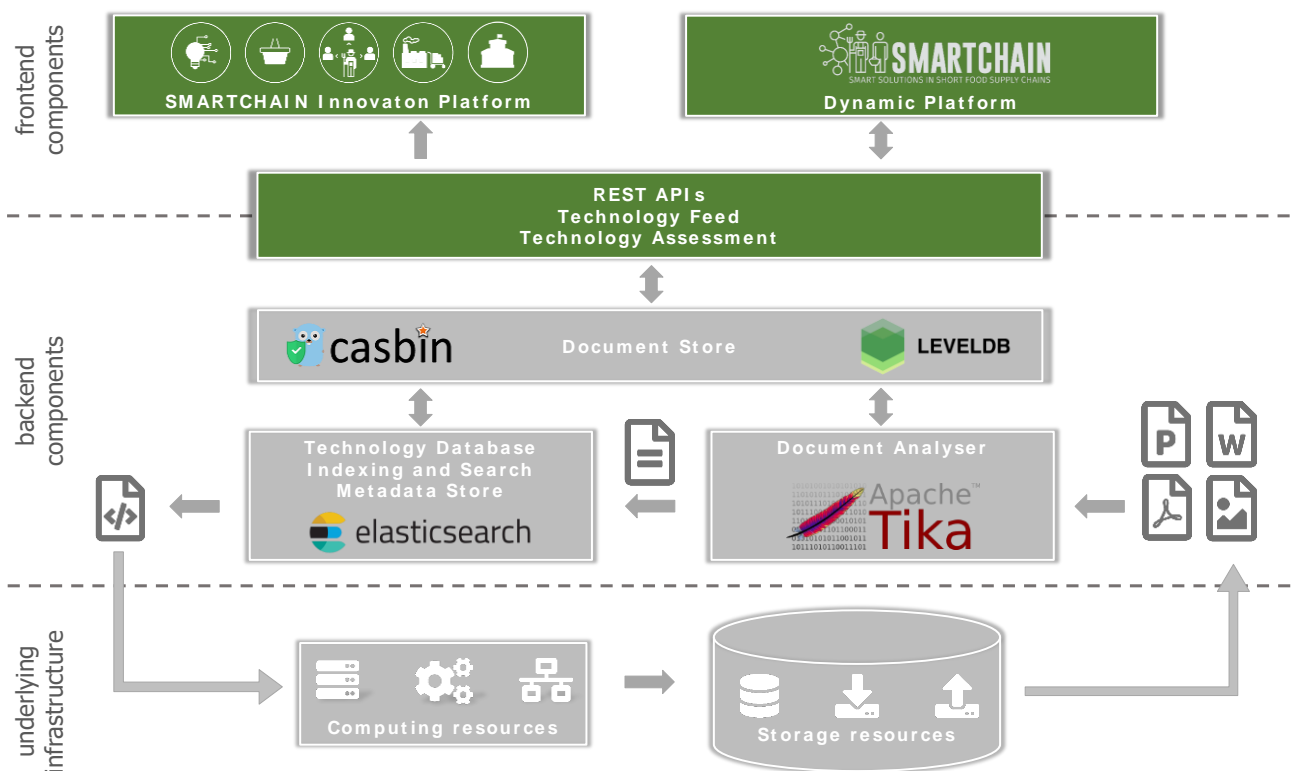 frontend
components
SMARTCHAIN Innovaton Platform
SMARTCHAIN
SMART SOLUTIONS IN SHORT FOOD SUPPLY CHAINS
Dynamic Platform
REST APIs
Technology Feed
Technology Assessment
backend
components
casbin
Document Store
LEVELDB
Technology Database
Indexing and Search
Metadata Store
elasticsearch
</>
Document Analyser
Apache™
Tika
P
W
underlying
infrastructure
Computing resources
Storage resources